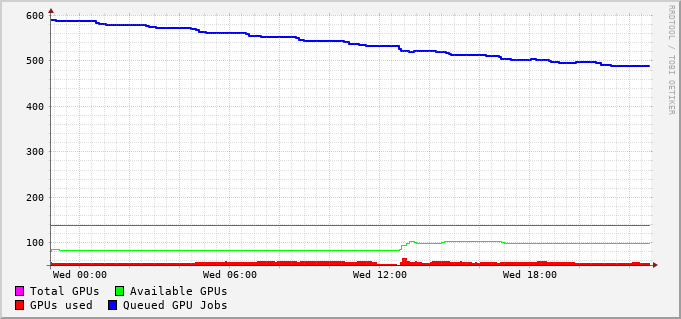 600
500
400
300
200
100
Wed 00:00 Wed 06:00 Wed 12:00 Wed 18:00
Total GPUs Available GPUs
GPUs used Queued GPU Jobs
RRDTOOL / TOBI OETIKER